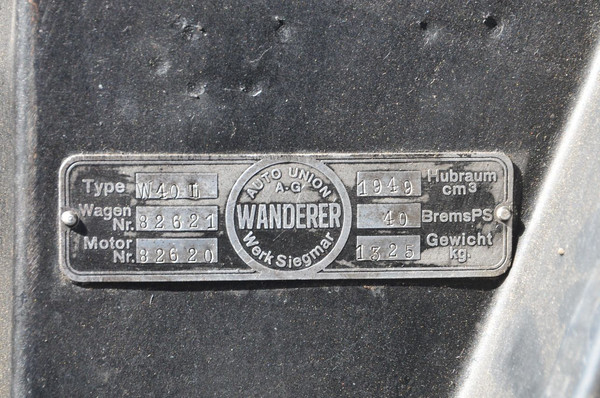 Type W40-U
Wagen Nr. 82621
Motor Nr. 82620
AUTO UNION
A-G
WANDERER
Werk Siegmar
1949 Hubraum cm³
40 BremsPS
1325 Gewicht kg.